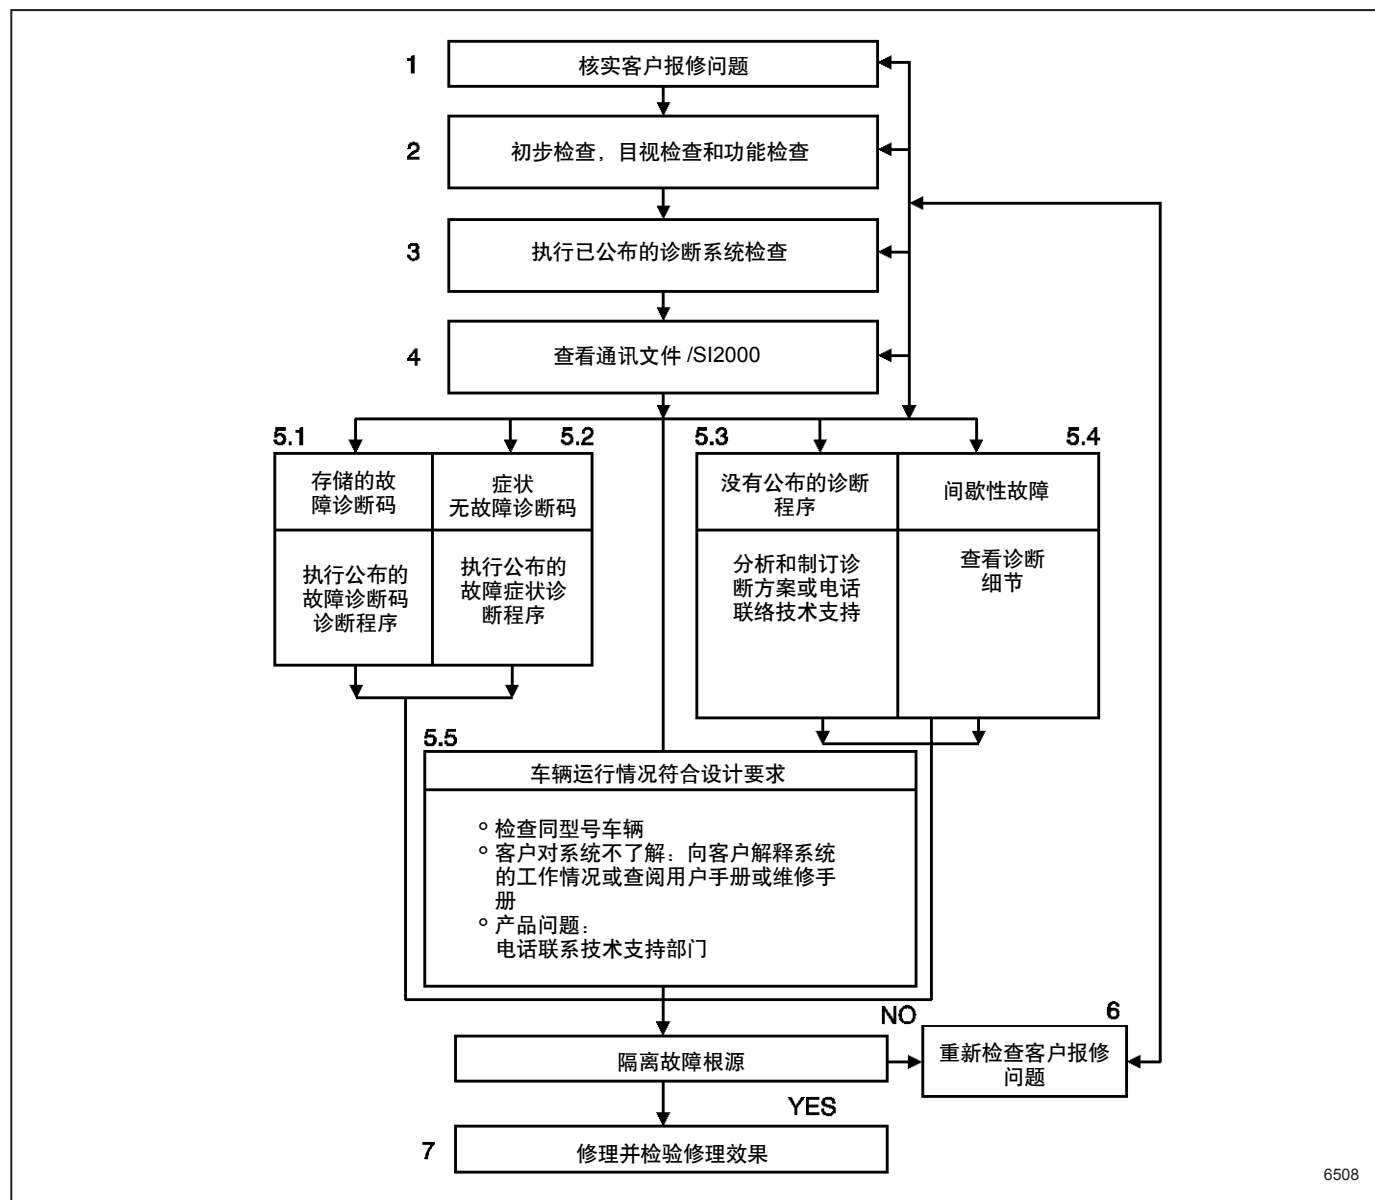 1
核实客户报修问题
2
初步检查，目视检查和功能检查
3
执行已公布的诊断系统检查
4
查看通讯文件 /SI2000
5.1
5.2
5.3
5.4
存储的故
障诊断码
症状
无故障诊断码
没有公布的诊断
程序
间歇性故障
执行公布的
故障诊断码
诊断程序
执行公布的
故障症状诊
断程序
分析和制订诊
断方案或电话
联络技术支持
查看诊断
细节
5.5
车辆运行情况符合设计要求
° 检查同型号车辆
° 客户对系统不了解：向客户解释系统
的工作情况或查阅用户手册或维修手
册
° 产品问题：
电话联系技术支持部门
NO
6
隔离故障根源
重新检查客户报修
问题
YES
7
修理并检验修理效果
6508